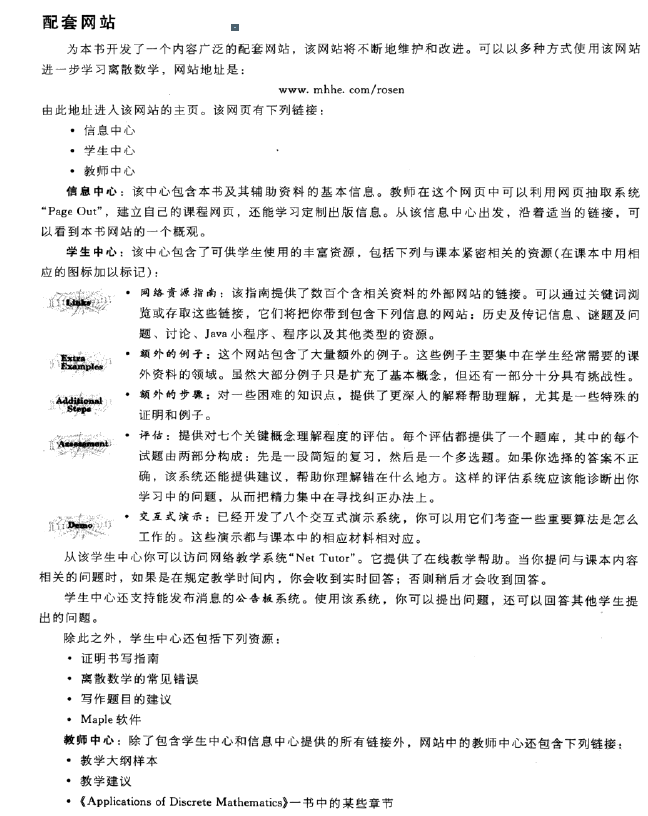 配套网站
为本书开发了一个内容广泛的配套网站，该网站将不断地维护和改进。可以以多种方式使用该网站
进一步学习离散数学，网站地址是：
www. mhhe. com/rosen
由此地址进入该网站的主页。该网页有下列链接：
• 信息中心
• 学生中心
• 教师中心
信息中心：该中心包含本书及其辅助资料的基本信息。教师在这个网页中可以利用网页抽取系统
“Page Out”，建立自己的课程网页，还能学习定制出版信息。从该信息中心出发，沿着适当的链接，可
以看到本书网站的一个概观。
学生中心：该中心包含了可供学生使用的丰富资源，包括下列与课本紧密相关的资源(在课本中用相
应的图标加以标记)：
Links
• 网络资源指南：该指南提供了数百个含相关资料的外部网站的链接。可以通过关键词浏
览或存取这些链接，它们将把你带到包含下列信息的网站：历史及传记信息、谜题及问
题、讨论、Java 小程序、程序以及其他类型的资源。
Extra
Examples
• 额外的例子：这个网站包含了大量额外的例子。这些例子主要集中在学生经常需要的课
外资料的领域。虽然大部分例子只是扩充了基本概念，但还有一部分十分具有挑战性。
Additional
Steps
• 额外的步骤：对一些困难的知识点，提供了更深入的解释帮助理解，尤其是一些特殊的
证明和例子。
Assessment
• 评估：提供对七个关键概念理解程度的评估。每个评估都提供了一个题库，其中的每个
试题由两部分构成：先是一段简短的复习，然后是一个多选题。如果你选择的答案不正
确，该系统还能提供建议，帮助你理解错在什么地方。这样的评估系统应该能诊断出你
学习中的问题，从而把精力集中在寻找纠正办法上。
Demo
• 交互式演示：已经开发了八个交互式演示系统，你可以用它们考查一些重要算法是怎么
工作的。这些演示都与课本中的相应材料相对应。
从该学生中心你可以访问网络教学系统“Net Tutor”。它提供了在线教学帮助。当你提问与课本内容
相关的问题时，如果是在规定教学时间内，你会收到实时回答；否则稍后才会收到回答。
学生中心还支持能发布消息的公告板系统。使用该系统，你可以提出问题，还可以回答其他学生提
出的问题。
除此之外，学生中心还包括下列资源：
• 证明书写指南
• 离散数学的常见错误
• 写作题目的建议
• Maple 软件
教师中心：除了包含学生中心和信息中心提供的所有链接外，网站中的教师中心还包含下列链接：
• 教学大纲样本
• 教学建议
• 《Applications of Discrete Mathematics》一书中的某些章节